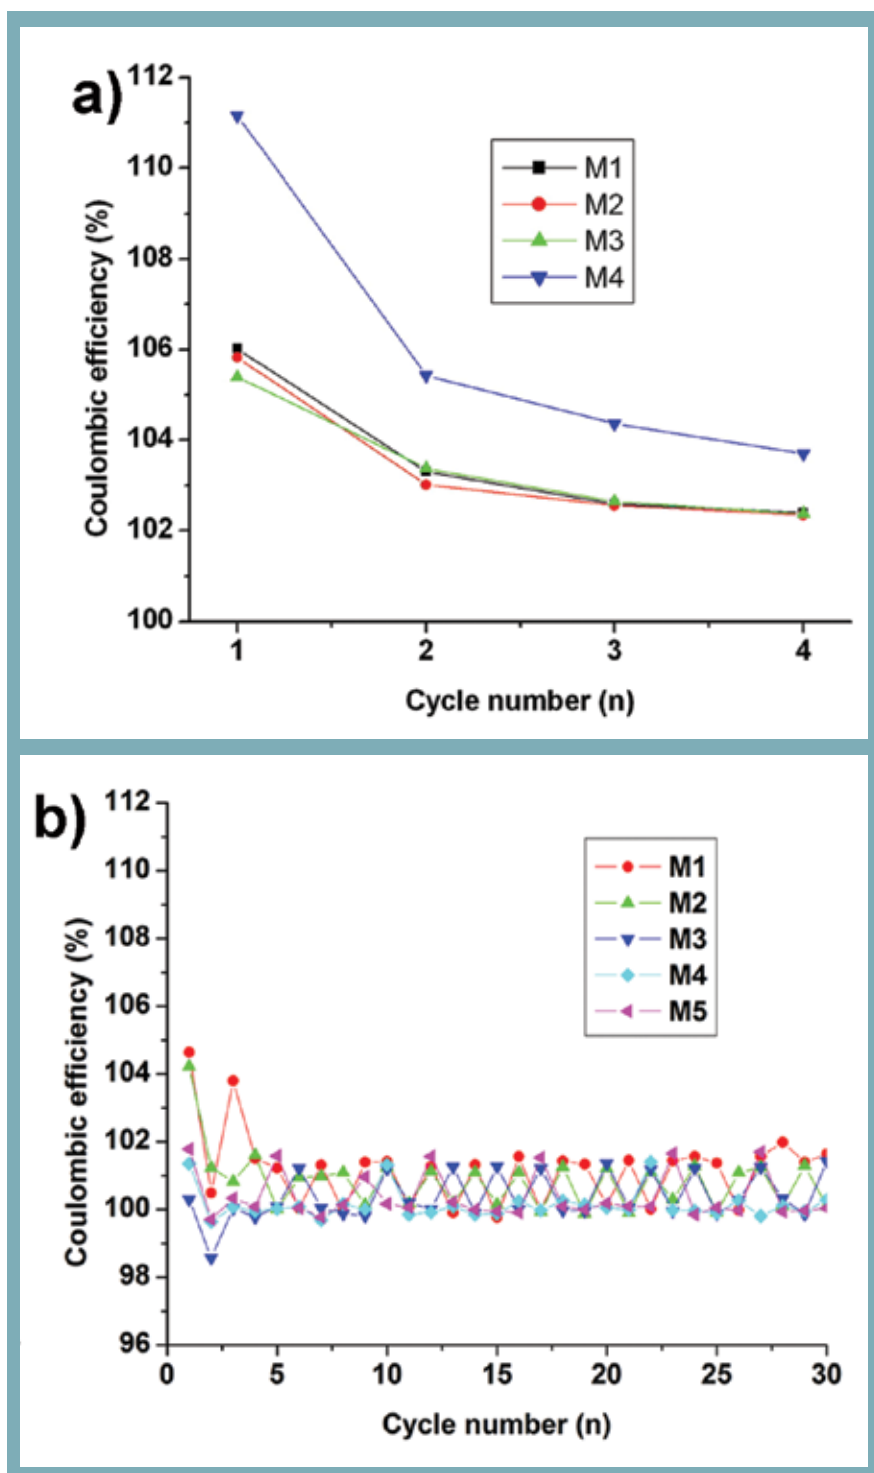 a)
112
110
108
106
104
102
100
Coulombic efficiency (%)
M1
M2
M3
M4
1 2 3 4
Cycle number (n)
b)
112
110
108
106
104
102
100
98
96
Coulombic efficiency (%)
M1
M2
M3
M4
M5
0 5 10 15 20 25 30
Cycle number (n)